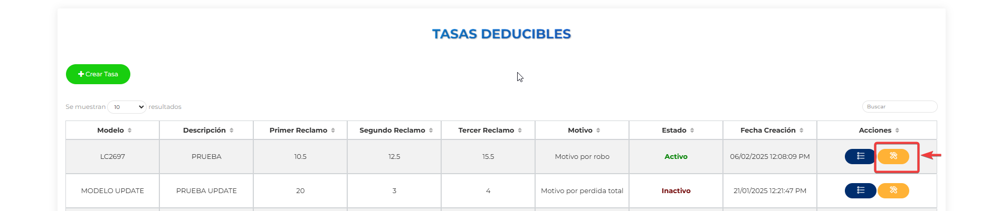 TASAS DEDUCIBLES
Crear Tasa
Se muestran 10 resultados
Buscar
Modelo Descripción Primer Reclamo Segundo Reclamo Tercer Reclamo Motivo Estado Fecha Creación Acciones
LC2697 PRUEBA 10.5 12.5 15.5 Motivo por robo Activo 06/02/2025 12:08:09 PM
MODELO UPDATE PRUEBA UPDATE 20 3 4 Motivo por perdida total Inactivo 21/01/2025 12:21:47 PM